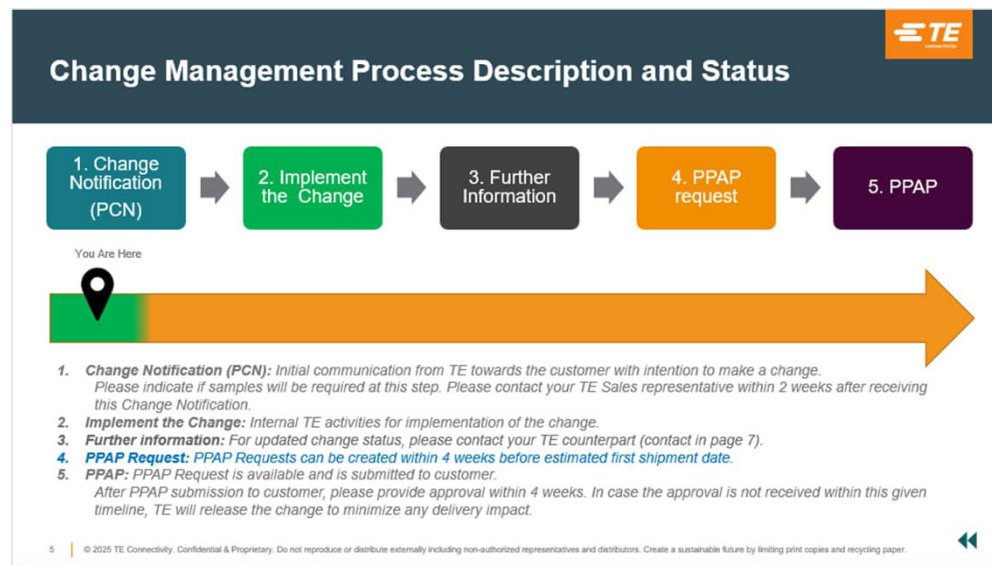 TE
connectivity
Change Management Process Description and Status
1. Change
Notification
(PCN)
2. Implement
the Change
3. Further
Information
4. PPAP
request
5. PPAP
You Are Here
1. Change Notification (PCN): Initial communication from TE towards the customer with intention to make a change.
Please indicate if samples will be required at this step. Please contact your TE Sales representative within 2 weeks after receiving
this Change Notification.
2. Implement the Change: Internal TE activities for implementation of the change.
3. Further information: For updated change status, please contact your TE counterpart (contact in page 7).
4. PPAP Request: PPAP Requests can be created within 4 weeks before estimated first shipment date.
5. PPAP: PPAP Request is available and is submitted to customer.
After PPAP submission to customer, please provide approval within 4 weeks. In case the approval is not received within this given
timeline, TE will release the change to minimize any delivery impact.
5 © 2025 TE Connectivity. Confidential & Proprietary. Do not reproduce or distribute externally including non-authorized representatives and distributors. Create a sustainable future by limiting print copies and recycling paper.